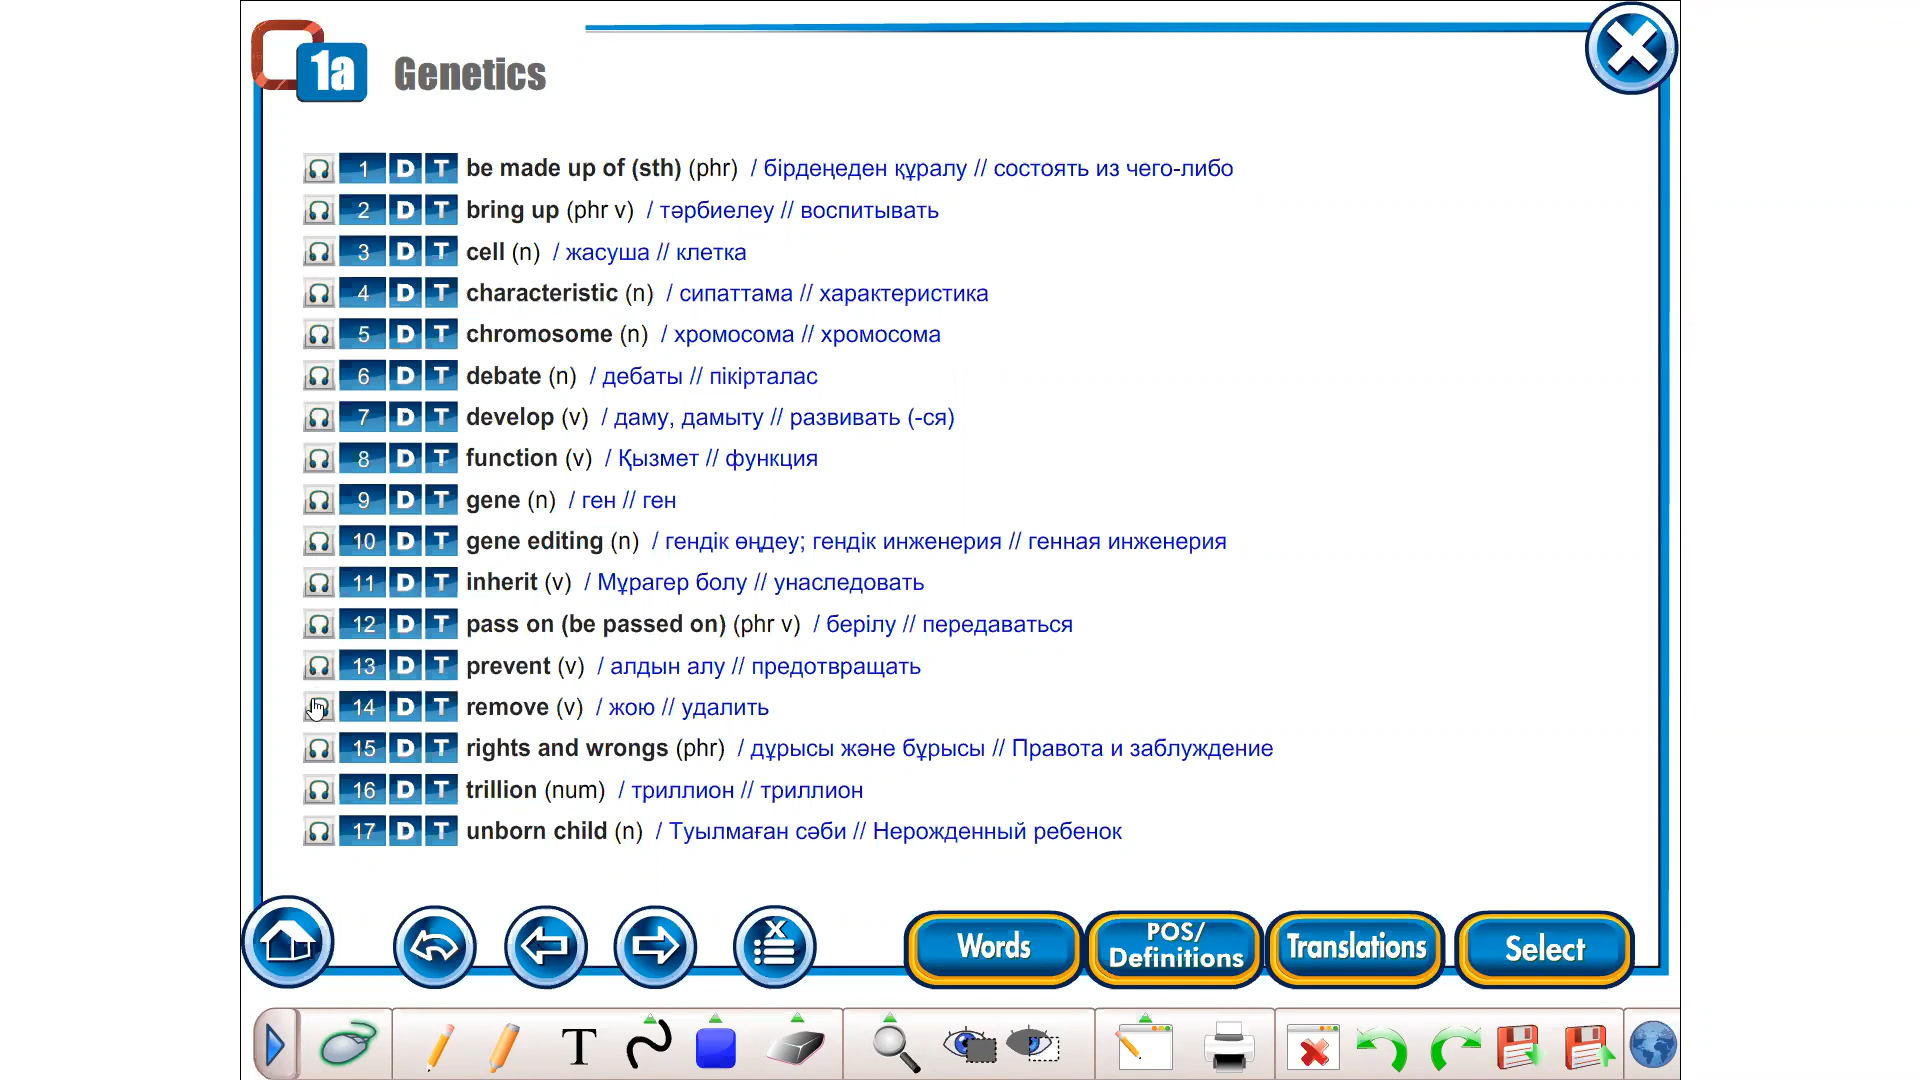 1a Genetics
1 D T be made up of (sth) (phr) / бірдеңеден құралу // состоять из чего-либо
2 D T bring up (phr v) / тәрбиелеу // воспитывать
3 D T cell (n) / жасуша // клетка
4 D T characteristic (n) / сипаттама // характеристика
5 D T chromosome (n) / хромосома // хромосома
6 D T debate (n) / дебаты // пікірталас
7 D T develop (v) / даму, дамыту // развивать (-ся)
8 D T function (v) / Қызмет // функция
9 D T gene (n) / ген // ген
10 D T gene editing (n) / гендік өңдеу; гендік инженерия // генная инженерия
11 D T inherit (v) / Мұрагер болу // унаследовать
12 D T pass on (be passed on) (phr v) / берілу // передаваться
13 D T prevent (v) / алдын алу // предотвращать
14 D T remove (v) / жою // удалить
15 D T rights and wrongs (phr) / дұрысы және бұрысы // Правота и заблуждение
16 D T trillion (num) / триллион // триллион
17 D T unborn child (n) / Туылмаған сәби // Нерожденный ребенок
Words POS/ Definitions Translations Select
T